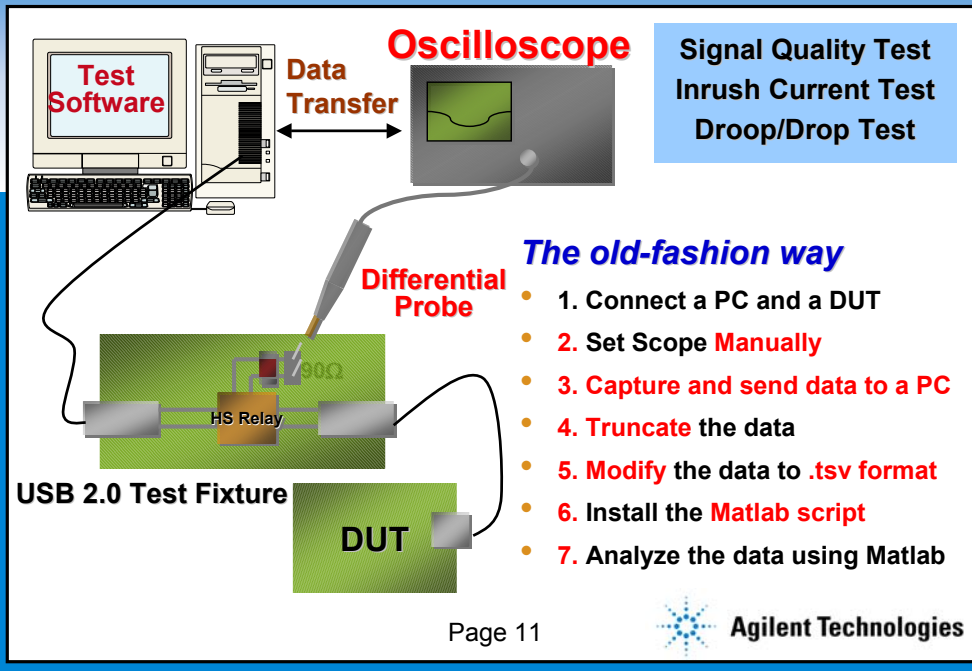 Oscilloscope
Test
Software
Data
Transfer
Signal Quality Test
Inrush Current Test
Droop/Drop Test
Differential
Probe
90Ω
HS Relay
USB 2.0 Test Fixture
DUT
The old-fashion way
• 1. Connect a PC and a DUT
• 2. Set Scope Manually
• 3. Capture and send data to a PC
• 4. Truncate the data
• 5. Modify the data to .tsv format
• 6. Install the Matlab script
• 7. Analyze the data using Matlab
Page 11
Agilent Technologies